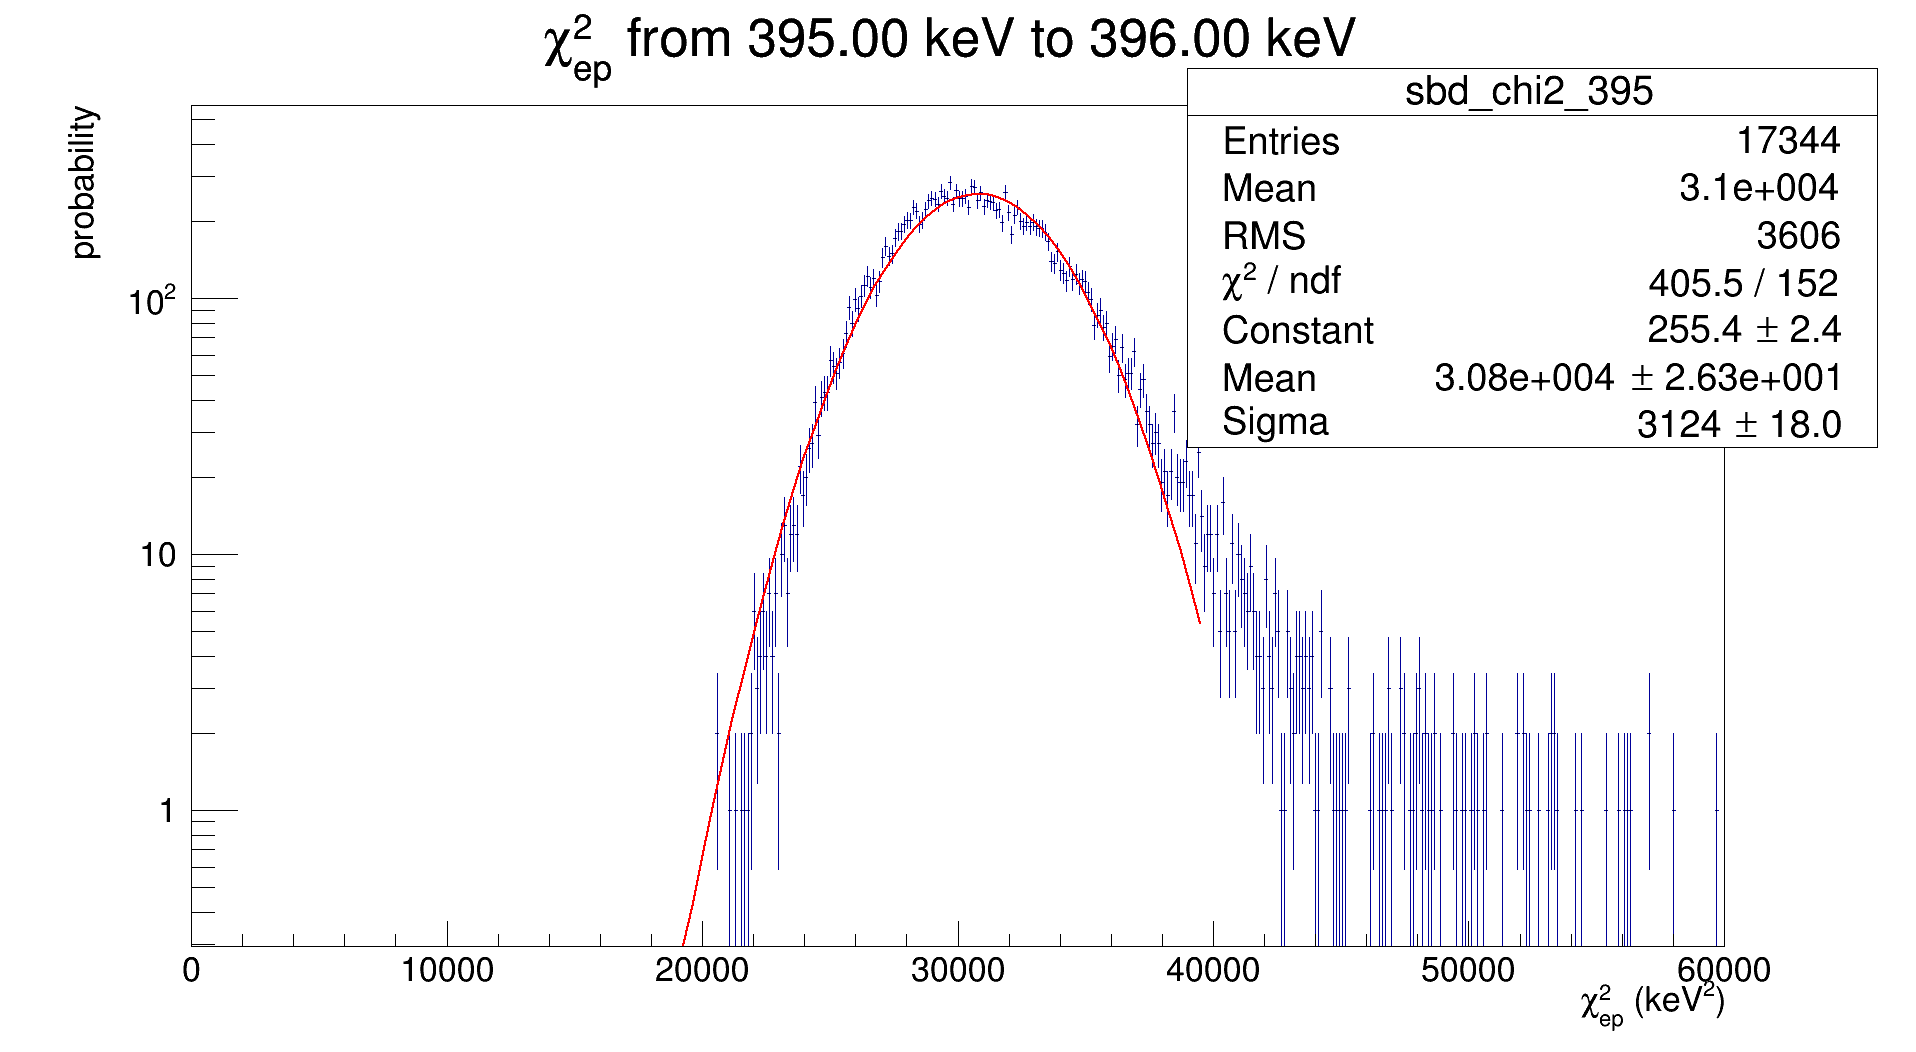 χ²ep from 395.00 keV to 396.00 keV
probability
sbd_chi2_395
Entries 17344
Mean 3.1e+004
RMS 3606
χ² / ndf 405.5 / 152
Constant 255.4 ± 2.4
Mean 3.08e+004 ± 2.63e+001
Sigma 3124 ± 18.0
10²
10
1
0 10000 20000 30000 40000 50000 60000
χ²ep (keV²)